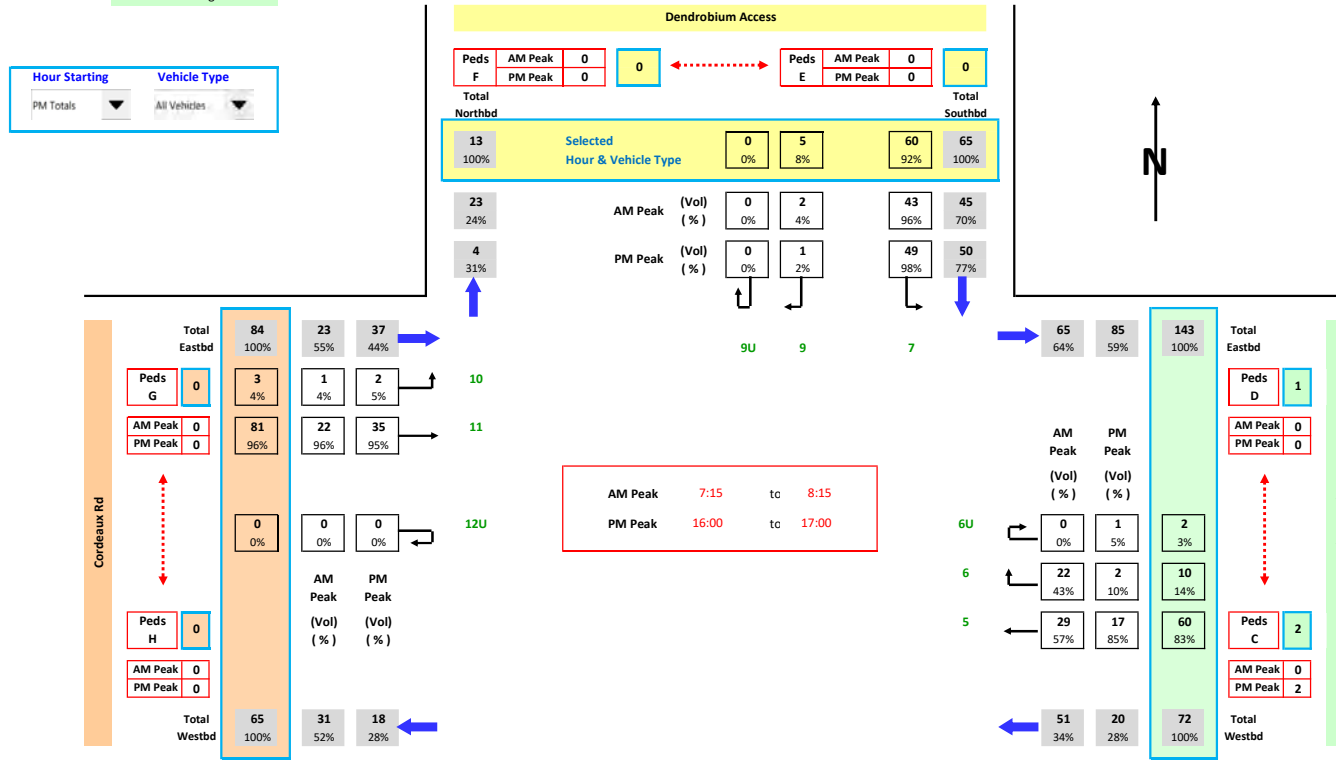 Dendrobium Access
Peds F AM Peak 0 PM Peak 0 0
Peds E AM Peak 0 PM Peak 0 0
Hour Starting Vehicle Type
PM Totals All Vehicles
Total Northbd Total Southbd
13 Selected 0 5 60 65
100% Hour & Vehicle Type 0% 8% 92% 100%
N
23 AM Peak (Vol) 0 2 43 45
24% (%) 0% 4% 96% 70%
4 PM Peak (Vol) 0 1 49 50
31% (%) 0% 2% 98% 77%
Total Eastbd 84 23 37 65 85 143 Total Eastbd
100% 55% 44% 64% 59% 100%
9U 9 7
Peds G 0 3 1 2 10 Peds D 1
4% 4% 5%
AM Peak 0 81 22 35 11 AM Peak 0
PM Peak 0 96% 96% 95% PM Peak 0
AM Peak PM Peak
(Vol) (Vol)
(%) (%)
AM Peak 7:15 to 8:15
PM Peak 16:00 to 17:00
Cordeaux Rd
0 0 0 12U 6U 0 1 2
0% 0% 0% 0% 5% 3%
AM Peak PM Peak 6 22 2 10
43% 10% 14%
(Vol) (Vol)
(%) (%)
Peds H 0 5 29 17 60 Peds C 2
57% 85% 83%
AM Peak 0 AM Peak 0
PM Peak 0 PM Peak 2
Total Westbd 65 31 18 51 20 72 Total Westbd
100% 52% 28% 34% 28% 100%